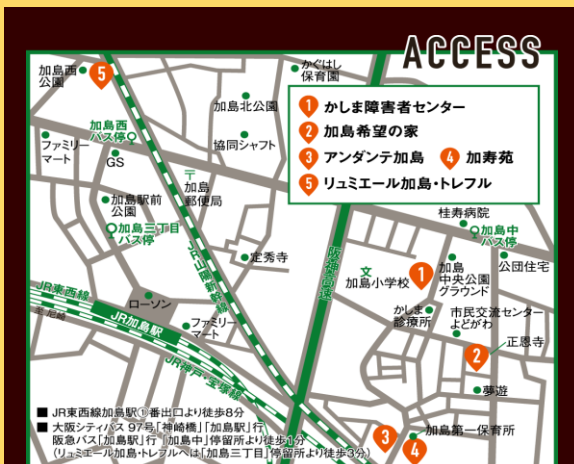 ACCESS
1 かしま障害者センター
2 加島希望の家
3 アンダンテ加島 4 加寿苑
5 リュミエール加島・トレフル
加島西
公園
5
かぐはし
保育園
加島北公園
加島西
バス停
ファミリー
マート
GS
協同シャフト
〒
加島
郵便局
加島駅前
公園
加島三丁目
バス停
定秀寺
JR山陽新幹線
阪神高速
桂寿病院
加島中
バス停
公団住宅
文
加島小学校
1
加島
中央公園
グラウンド
かしま
診療所
市民交流センター
よどがわ
正恩寺
2
夢遊
JR東西線
至 尼崎
ローソン
JR加島駅
ファミリー
マート
JR神戸・宝塚線
3
4
加島第一保育所
■ JR東西線加島駅①番出口より徒歩8分
■ 大阪シティバス 97号「神崎橋」「加島駅」行
阪急バス「加島駅」行 「加島中」停留所より徒歩1分
(リュミエール加島・トレフルへは「加島三丁目」停留所より徒歩3分)